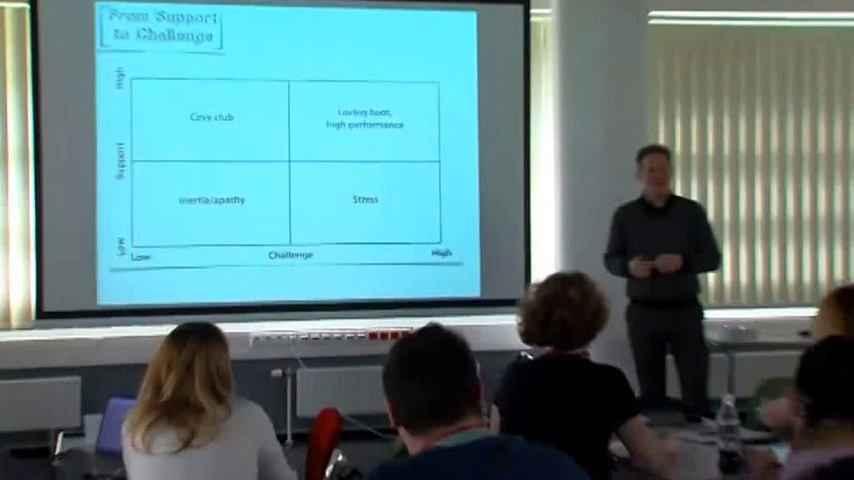 From Support
to Challenge
High
Cosy club
Loving boot,
high performance
Support
Inertia/apathy
Stress
Low
Low
Challenge
High